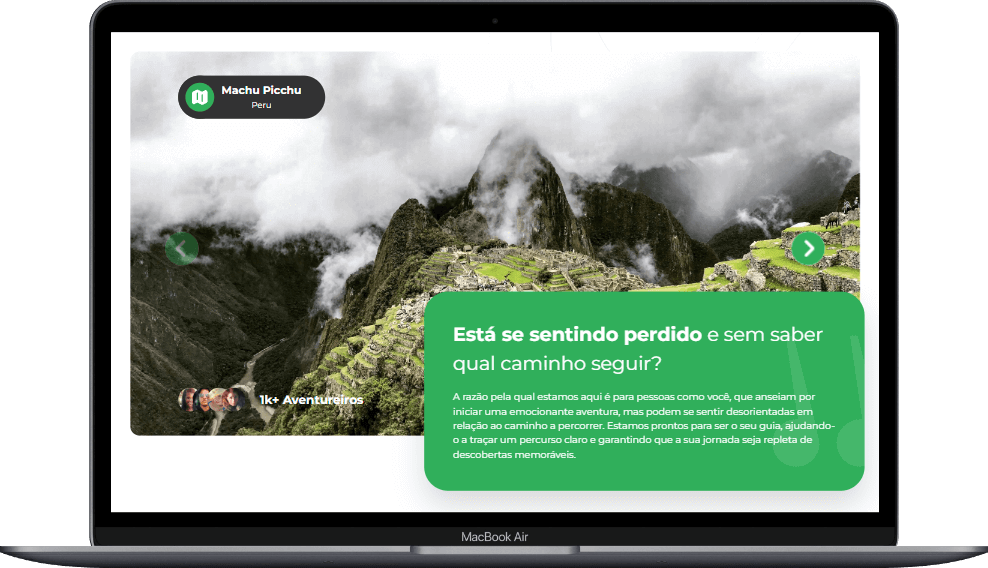 Machu Picchu
Peru
1k+ Aventureiros
Está se sentindo perdido e sem saber
qual caminho seguir?
A razão pela qual estamos aqui é para pessoas como você, que anseiam por
iniciar uma emocionante aventura, mas podem se sentir desorientadas em
relação ao caminho a percorrer. Estamos prontos para ser o seu guia, ajudando-
o a traçar um percurso claro e garantindo que a sua jornada seja repleta de
descobertas memoráveis.
MacBook Air